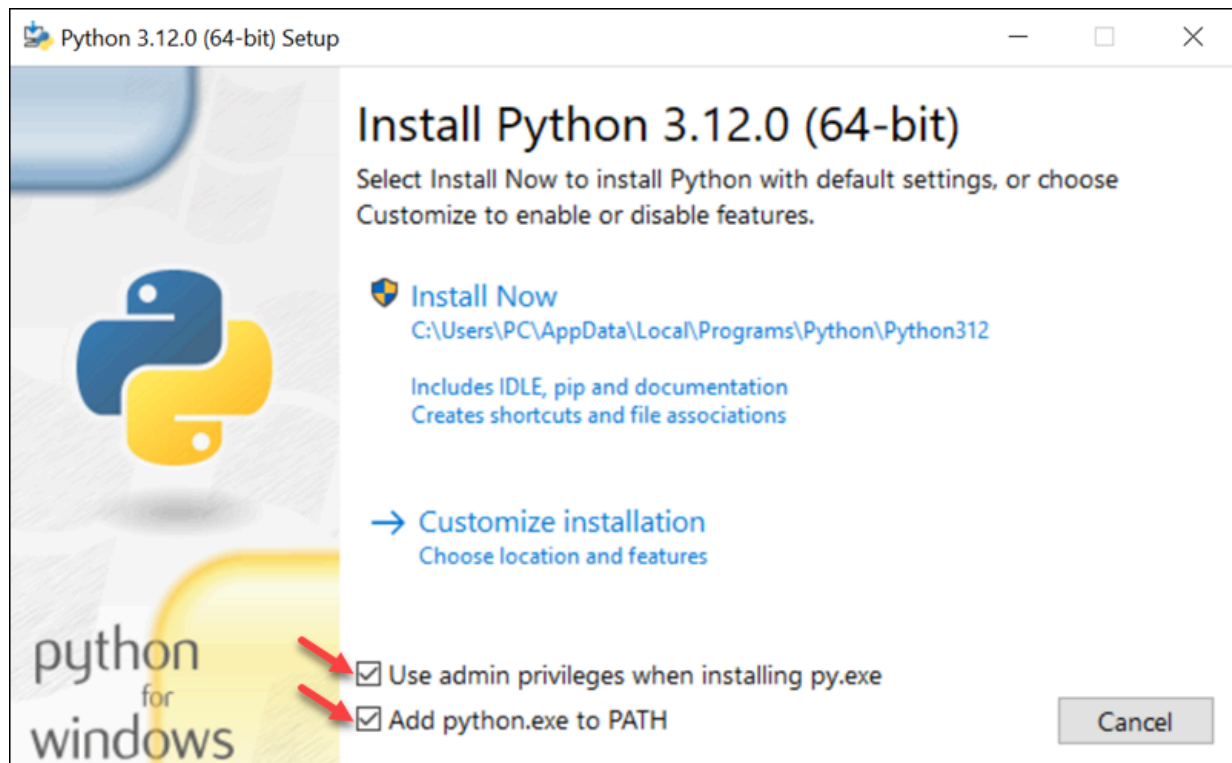 Python 3.12.0 (64-bit) Setup
Install Python 3.12.0 (64-bit)
Select Install Now to install Python with default settings, or choose
Customize to enable or disable features.
Install Now
C:\Users\PC\AppData\Local\Programs\Python\Python312
Includes IDLE, pip and documentation
Creates shortcuts and file associations
Customize installation
Choose location and features
python
for
windows
Use admin privileges when installing py.exe
Add python.exe to PATH
Cancel